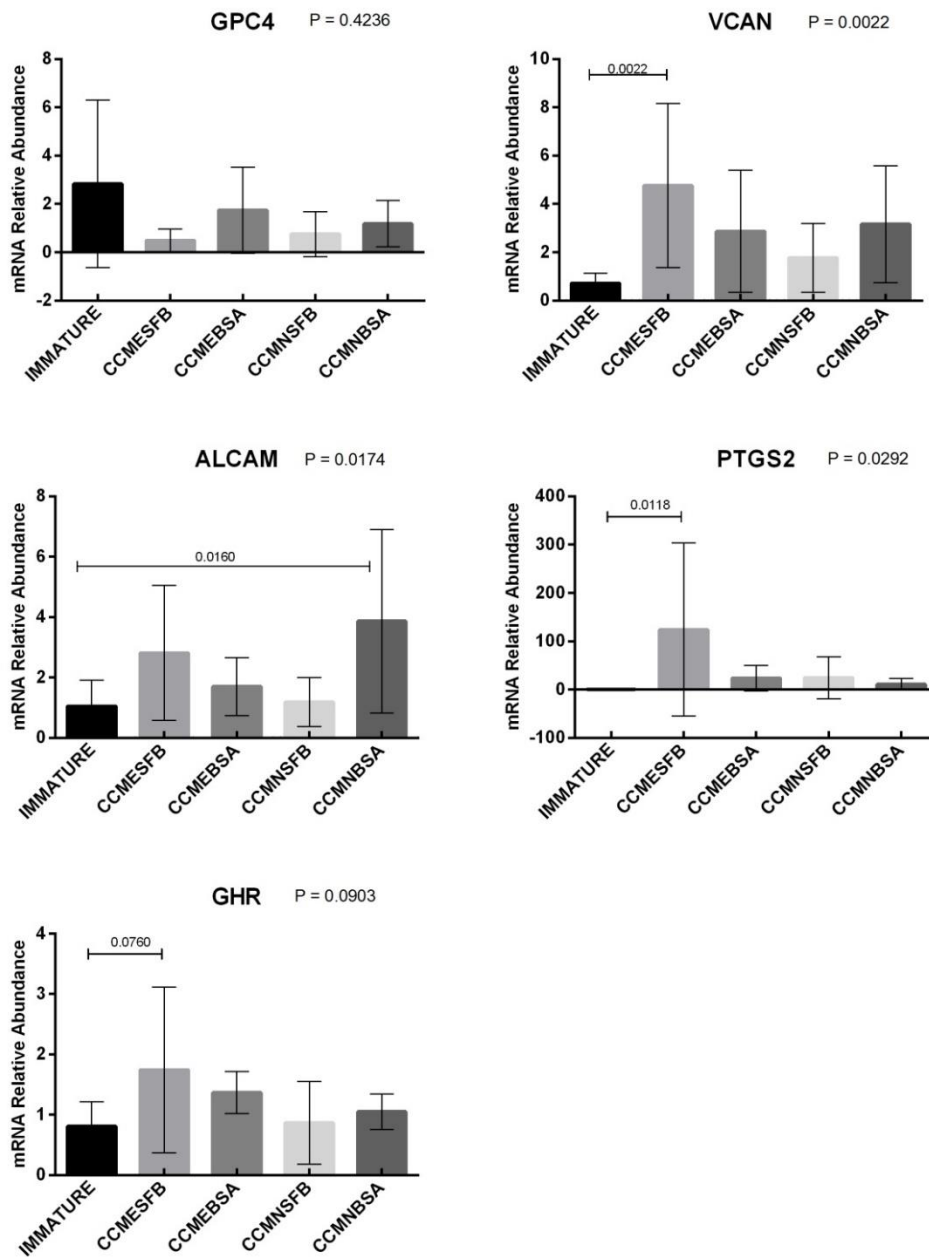 GPC4 P = 0.4236
mRNA Relative Abundance
8
6
4
2
0
-2
IMMATURE
CCMESFB
CCMEBSA
CCMNSFB
CCMNBSA
VCAN P = 0.0022
mRNA Relative Abundance
10
8
6
4
2
0
0.0022
IMMATURE
CCMESFB
CCMEBSA
CCMNSFB
CCMNBSA
ALCAM P = 0.0174
mRNA Relative Abundance
8
6
4
2
0
0.0160
IMMATURE
CCMESFB
CCMEBSA
CCMNSFB
CCMNBSA
PTGS2 P = 0.0292
mRNA Relative Abundance
400
300
200
100
0
-100
0.0118
IMMATURE
CCMESFB
CCMEBSA
CCMNSFB
CCMNBSA
GHR P = 0.0903
mRNA Relative Abundance
4
3
2
1
0
0.0760
IMMATURE
CCMESFB
CCMEBSA
CCMNSFB
CCMNBSA